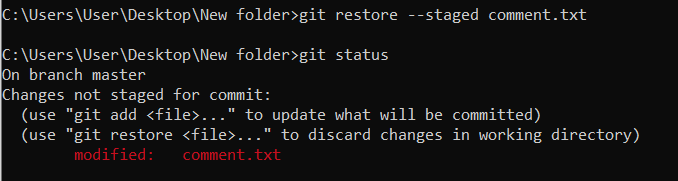 C:\Users\User\Desktop\New folder>git restore --staged comment.txt
C:\Users\User\Desktop\New folder>git status
On branch master
Changes not staged for commit:
  (use "git add <file>..." to update what will be committed)
  (use "git restore <file>..." to discard changes in working directory)
        modified:   comment.txt